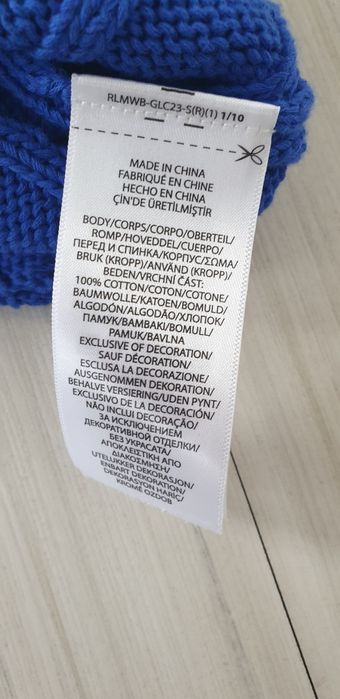 RLMWB-GLC23-S(R)(1) 1/10
MADE IN CHINA
FABRIQUÉ EN CHINE
HECHO EN CHINA
ÇİN'DE ÜRETİLMİŞTİR
BODY/CORPS/CORPO/OBERTEIL/
ROMP/HOVEDDEL/CUERPO/
ПЕРЕД И СПИНКА/КОРПУС/ΣΩΜΑ/
BRUK (KROPP)/ANVÄND (KROPP)/
BEDEN/VRCHNÍ ČÁST:
100% COTTON/COTON/COTONE/
BAUMWOLLE/KATOEN/BOMULD/
ALGODÓN/ALGODÃO/ХЛОПОК/
ПАМУК/ΒΑΜΒΑΚΙ/BOMULL/
PAMUK/BAVLNA
EXCLUSIVE OF DECORATION/
SAUF DÉCORATION/
ESCLUSA LA DECORAZIONE/
AUSGENOMMEN DEKORATION/
BEHALVE VERSIERING/UDEN PYNT/
EXCLUSIVO DE LA DECORACIÓN/
NÃO INCLUI DECORAÇÃO/
ЗА ИСКЛЮЧЕНИЕМ
ДЕКОРАТИВНОЙ ОТДЕЛКИ/
БЕЗ УКРАСАТА/
ΑΠΟΚΛΕΙΣΤΙΚΗ ΑΠΟ
ΔΙΑΚΟΣΜΗΣΗ/
UTELUKKER DEKORASJON/
ENBART DEKORATION/
DEKORASYON HARİÇ/
KROMĚ OZDOB